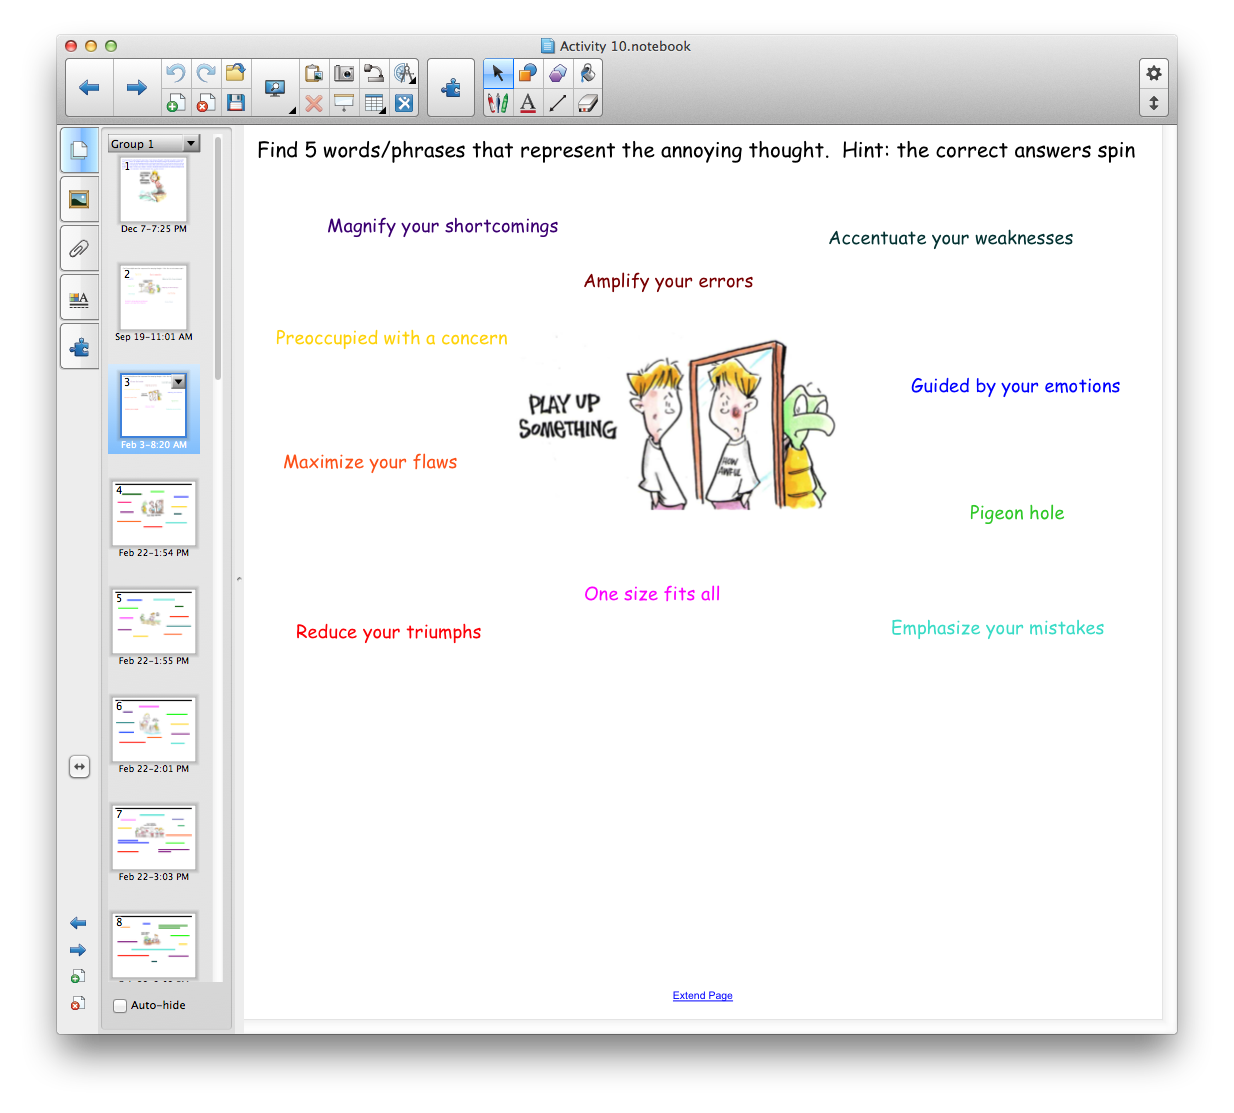 Activity 10.notebook
Group 1
1
Dec 7-7:25 PM
2
Sep 19-11:01 AM
3
Feb 3-8:20 AM
4
Feb 22-1:54 PM
5
Feb 22-1:55 PM
6
Feb 22-2:01 PM
7
Feb 22-3:03 PM
8
Auto-hide
Find 5 words/phrases that represent the annoying thought. Hint: the correct answers spin
Magnify your shortcomings
Accentuate your weaknesses
Amplify your errors
Preoccupied with a concern
Guided by your emotions
PLAY UP
SOMETHING
HOW
AWFUL
Maximize your flaws
Pigeon hole
One size fits all
Reduce your triumphs
Emphasize your mistakes
Extend Page